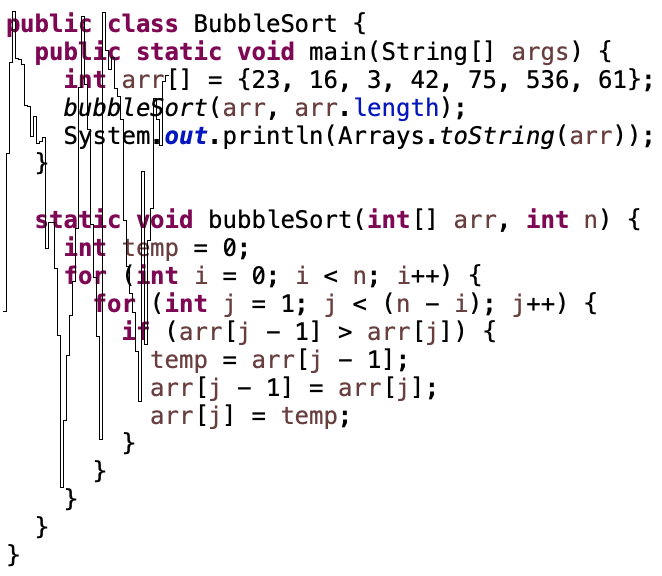 public class BubbleSort {
  public static void main(String[] args) {
    int arr[] = {23, 16, 3, 42, 75, 536, 61};
    bubbleSort(arr, arr.length);
    System.out.println(Arrays.toString(arr));
  }

  static void bubbleSort(int[] arr, int n) {
    int temp = 0;
    for (int i = 0; i < n; i++) {
      for (int j = 1; j < (n - i); j++) {
        if (arr[j - 1] > arr[j]) {
          temp = arr[j - 1];
          arr[j - 1] = arr[j];
          arr[j] = temp;
        }
      }
    }
  }
}